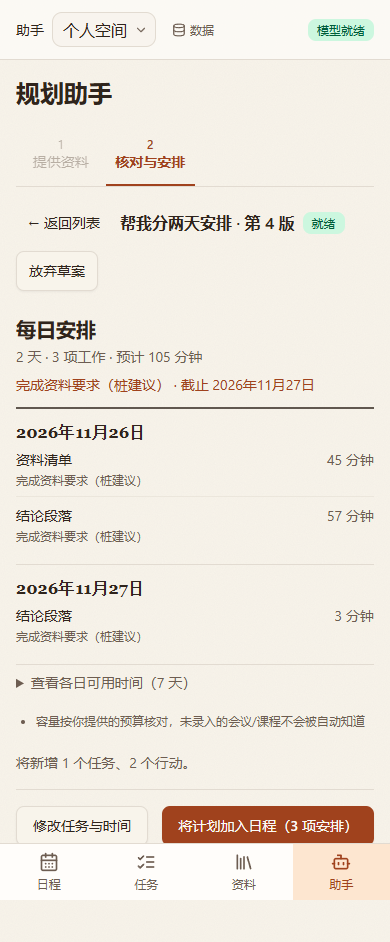 助手 个人空间 数据 模型就绪
规划助手
1
提供资料
2
核对与安排
← 返回列表 帮我分两天安排 · 第 4 版 就绪
放弃草案
每日安排
2 天 · 3 项工作 · 预计 105 分钟
完成资料要求（桩建议） · 截止 2026年11月27日
2026年11月26日
资料清单 45 分钟
完成资料要求（桩建议）
结论段落 57 分钟
完成资料要求（桩建议）
2026年11月27日
结论段落 3 分钟
完成资料要求（桩建议）
▶ 查看各日可用时间（7 天）
• 容量按你提供的预算核对，未录入的会议/课程不会被自动知道
将新增 1 个任务、2 个行动。
修改任务与时间 将计划加入日程（3 项安排）
日程 任务 资料 助手